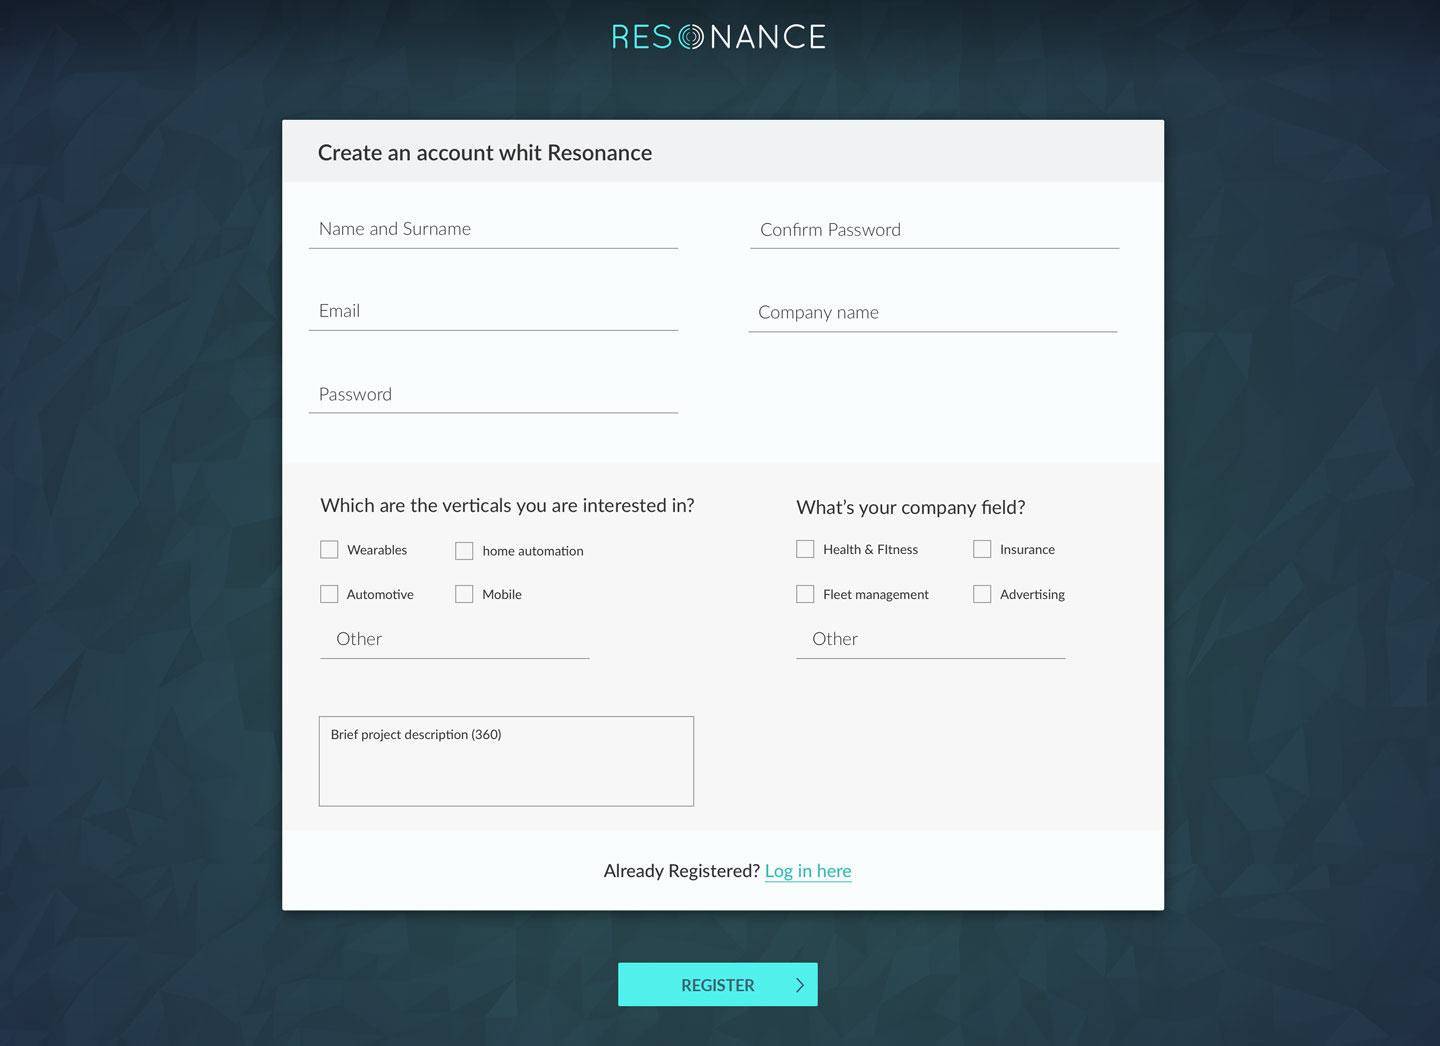 RESONANCE
Create an account whit Resonance
Name and Surname
Confirm Password
Email
Company name
Password
Which are the verticals you are interested in?
Wearables
home automation
Automotive
Mobile
Other
What's your company field?
Health & FItness
Insurance
Fleet management
Advertising
Other
Brief project description (360)
Already Registered? Log in here
REGISTER